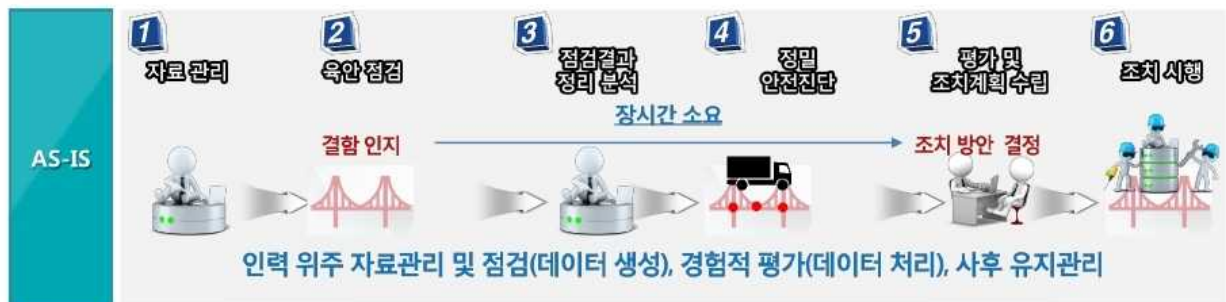 AS-IS
1
자료 관리
2
육안 점검
3
점검결과
정리 분석
4
정밀
안전진단
5
평가 및
조치계획 수립
6
조치 시행
장시간 소요
결함 인지
조치 방안 결정
인력 위주 자료관리 및 점검(데이터 생성), 경험적 평가(데이터 처리), 사후 유지관리